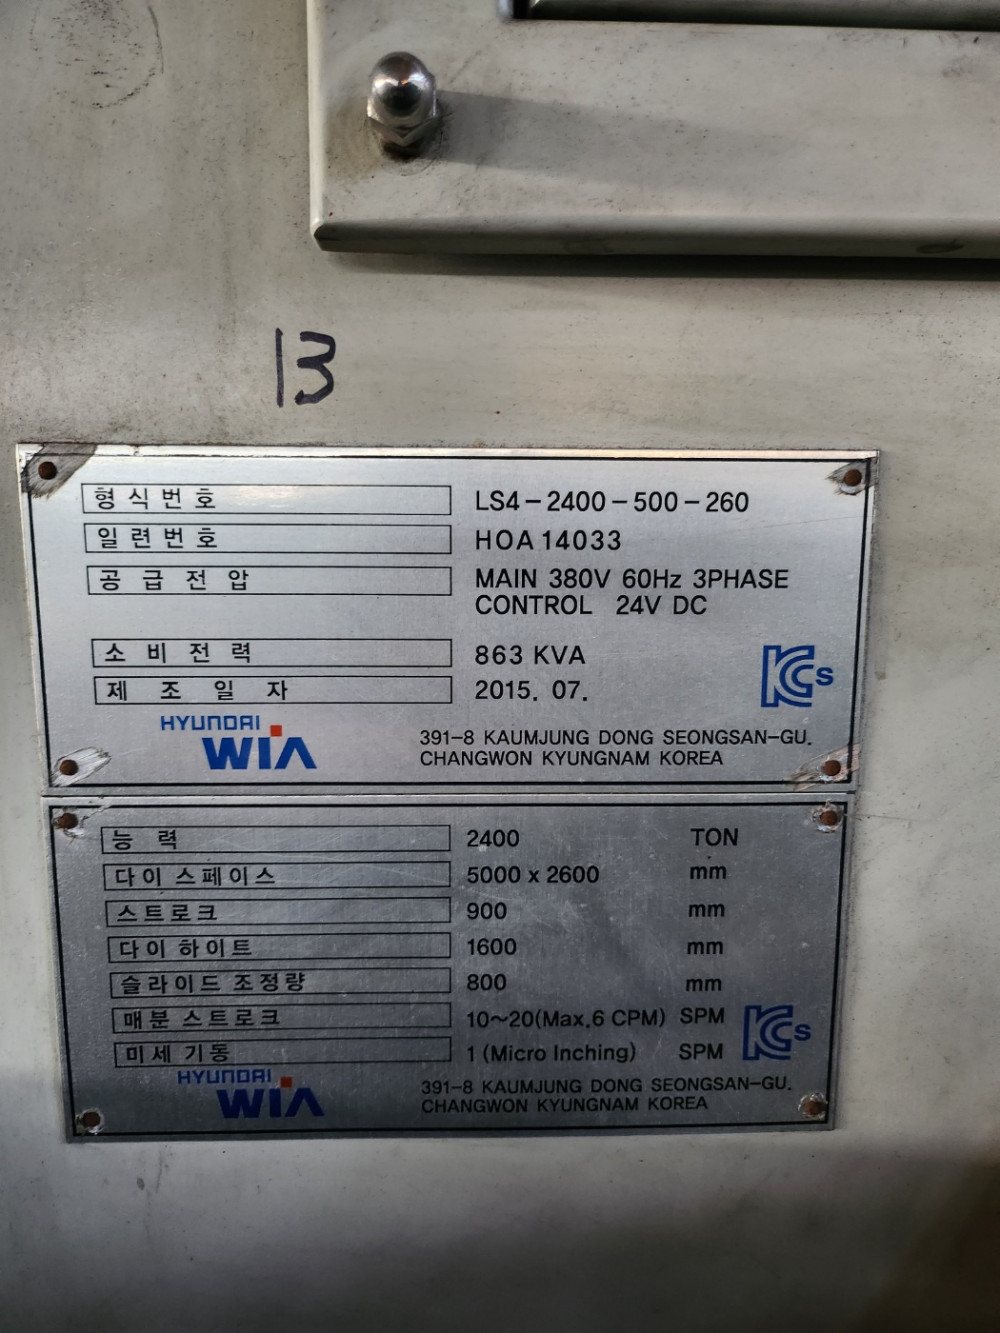 13
형식번호 LS4-2400-500-260
일련번호 HOA14033
공급전압 MAIN 380V 60Hz 3PHASE
CONTROL 24V DC
소비전력 863 KVA
제조일자 2015. 07.
KCs
HYUNDAI
WIA
391-8 KAUMJUNG DONG SEONGSAN-GU.
CHANGWON KYUNGNAM KOREA
능력 2400 TON
다이 스페이스 5000 x 2600 mm
스트로크 900 mm
다이 하이트 1600 mm
슬라이드 조정량 800 mm
매분 스트로크 10~20(Max.6 CPM) SPM
미세기동 1 (Micro Inching) SPM
KCs
HYUNDAI
WIA
391-8 KAUMJUNG DONG SEONGSAN-GU.
CHANGWON KYUNGNAM KOREA